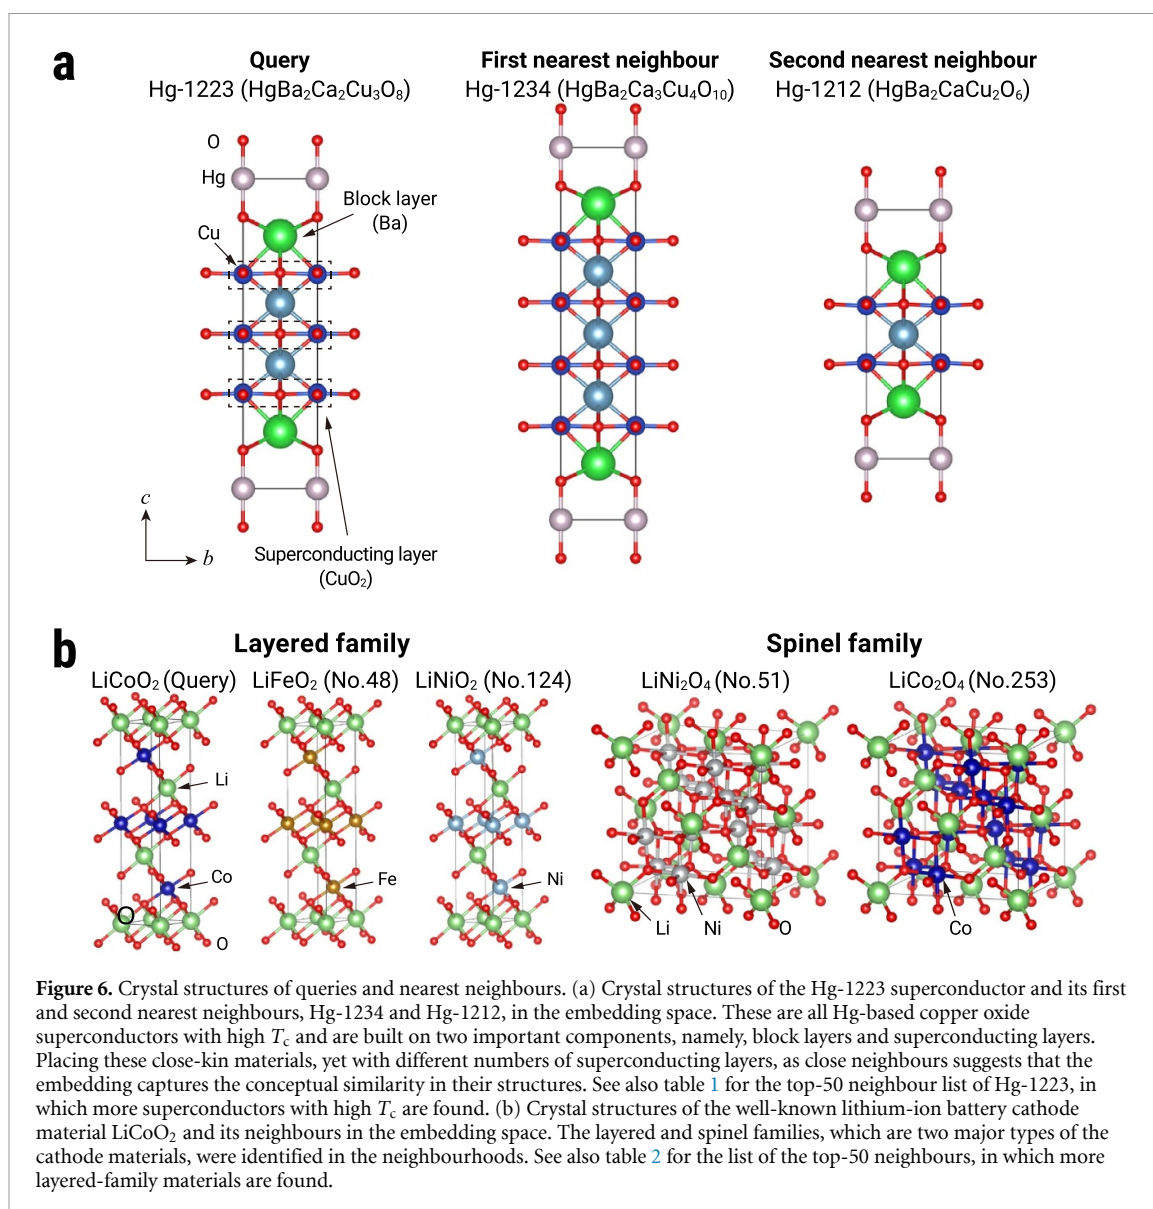 a
Query
Hg-1223 (HgBa₂Ca₂Cu₃O₈)
First nearest neighbour
Hg-1234 (HgBa₂Ca₃Cu₄O₁₀)
Second nearest neighbour
Hg-1212 (HgBa₂CaCu₂O₆)
O
Hg
Block layer
(Ba)
Cu
c
b
Superconducting layer
(CuO₂)
b
Layered family
Spinel family
LiCoO₂ (Query)
LiFeO₂ (No.48)
LiNiO₂ (No.124)
LiNi₂O₄ (No.51)
LiCo₂O₄ (No.253)
Li
Co
O
O
Fe
Ni
Li
Ni
O
Co
Figure 6. Crystal structures of queries and nearest neighbours. (a) Crystal structures of the Hg-1223 superconductor and its first
and second nearest neighbours, Hg-1234 and Hg-1212, in the embedding space. These are all Hg-based copper oxide
superconductors with high Tc and are built on two important components, namely, block layers and superconducting layers.
Placing these close-kin materials, yet with different numbers of superconducting layers, as close neighbours suggests that the
embedding captures the conceptual similarity in their structures. See also table 1 for the top-50 neighbour list of Hg-1223, in
which more superconductors with high Tc are found. (b) Crystal structures of the well-known lithium-ion battery cathode
material LiCoO₂ and its neighbours in the embedding space. The layered and spinel families, which are two major types of the
cathode materials, were identified in the neighbourhoods. See also table 2 for the list of the top-50 neighbours, in which more
layered-family materials are found.